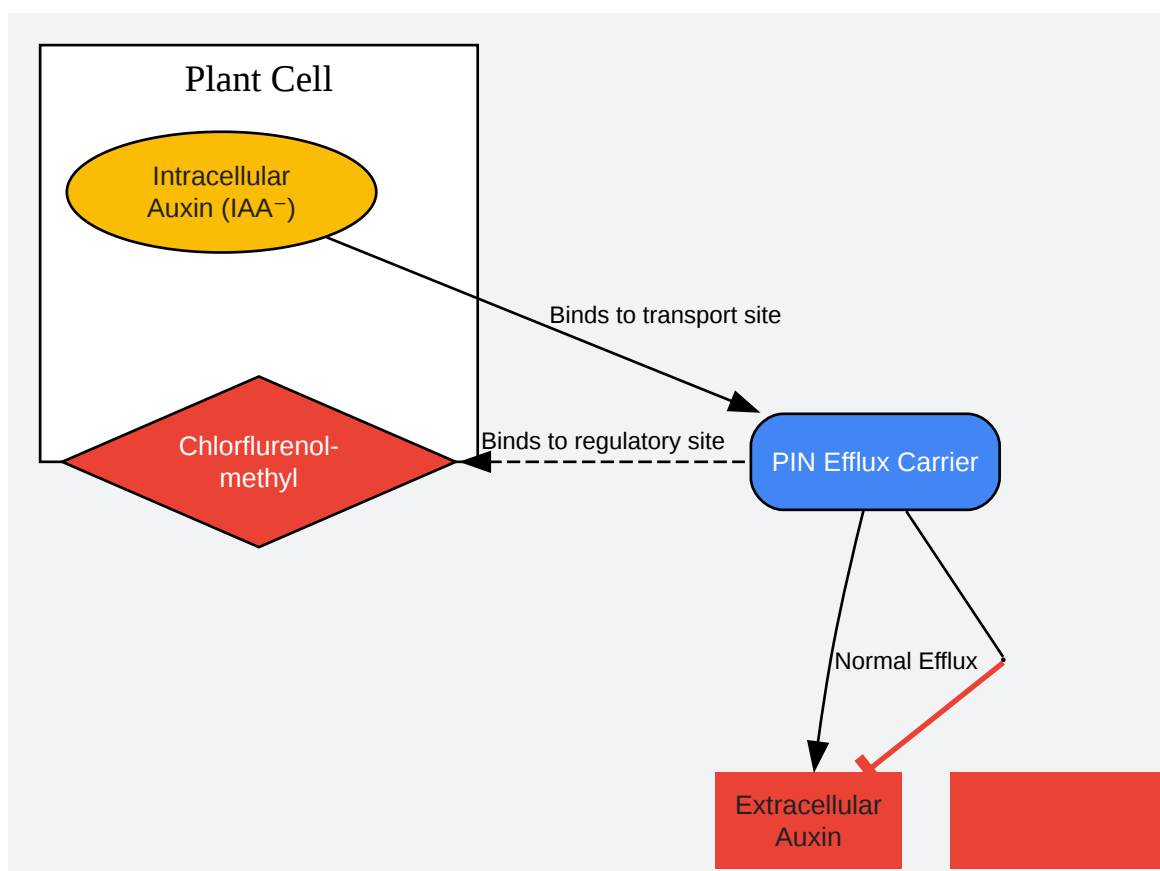 Plant Cell
Intracellular
Auxin (IAA⁻)
Binds to transport site
Chlorflurenol-
methyl
Binds to regulatory site
PIN Efflux Carrier
Normal Efflux
Extracellular
Auxin